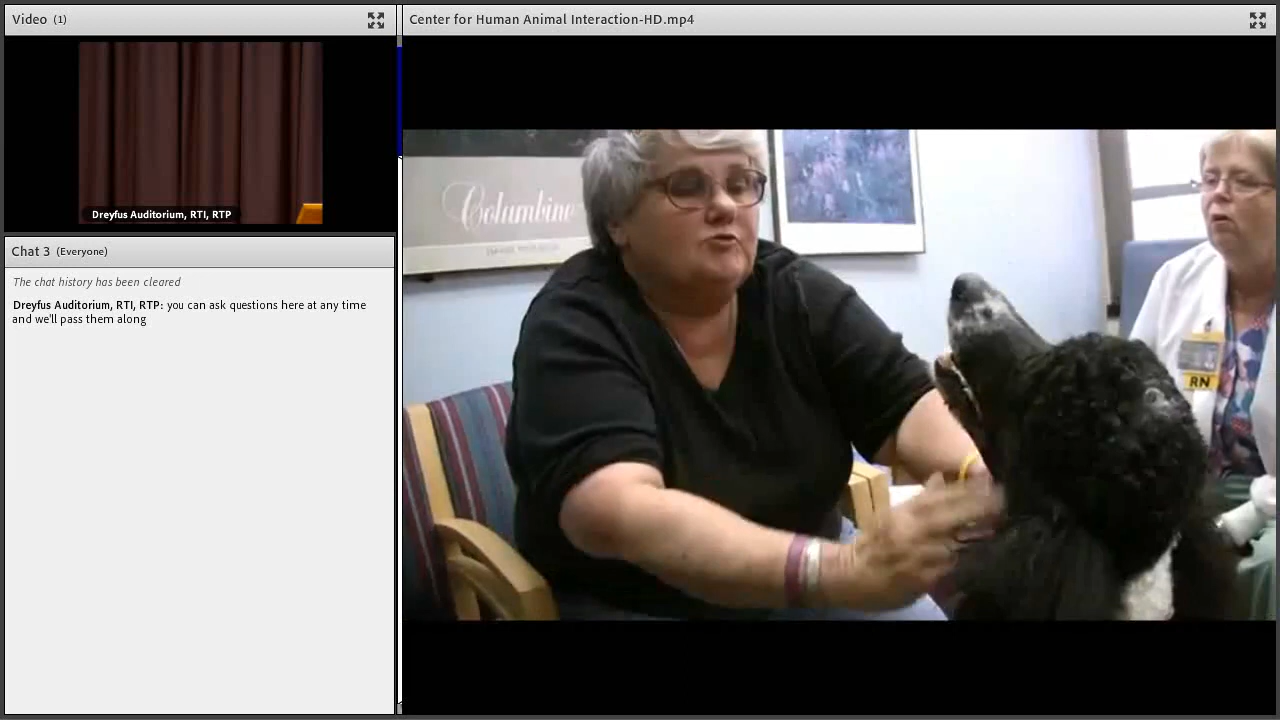 Video (1)
Dreyfus Auditorium, RTI, RTP
Chat 3 (Everyone)
The chat history has been cleared
Dreyfus Auditorium, RTI, RTP: you can ask questions here at any time
and we'll pass them along
Center for Human Animal Interaction-HD.mp4
Columbine
RN